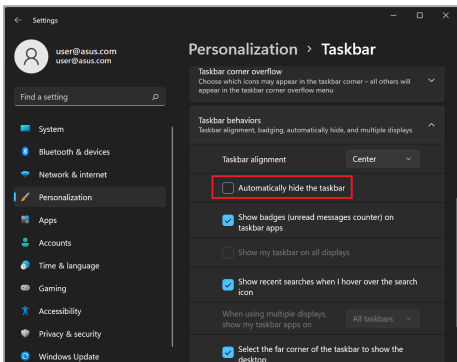 Settings
user@asus.com
user@asus.com
Find a setting
System
Bluetooth & devices
Network & internet
Personalization
Apps
Accounts
Time & language
Gaming
Accessibility
Privacy & security
Windows Update
Personalization > Taskbar
Taskbar corner overflow
Choose which icons may appear in the taskbar corner – all others will
appear in the taskbar corner overflow menu
Taskbar behaviors
Taskbar alignment, badging, automatically hide, and multiple displays
Taskbar alignment
Center
Automatically hide the taskbar
Show badges (unread messages counter) on
taskbar apps
Show my taskbar on all displays
Show recent searches when I hover over the search
icon
When using multiple displays,
show my taskbar apps on
All taskbars
Select the far corner of the taskbar to show the
desktop